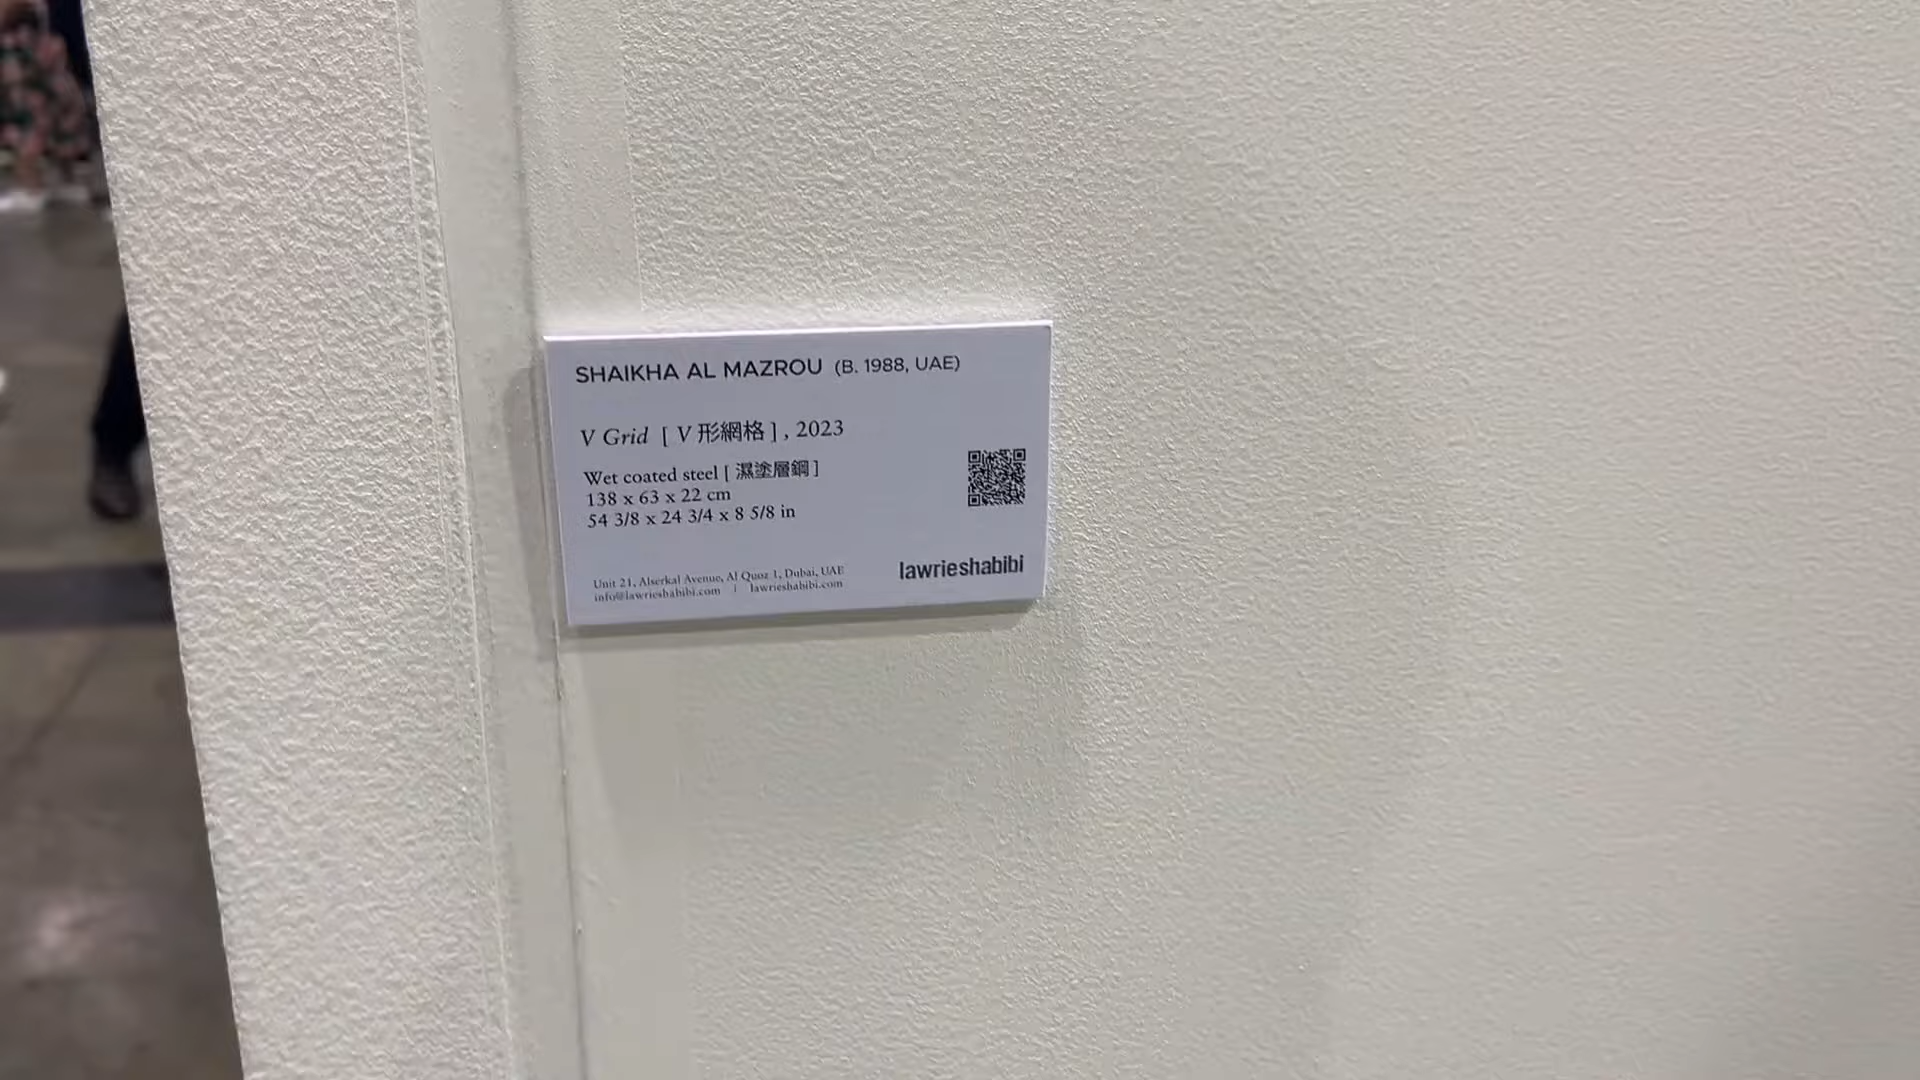 SHAIKHA AL MAZROU (B. 1988, UAE)
V Grid [ V 形網格 ] , 2023
Wet coated steel [ 濕塗層鋼 ]
138 x 63 x 22 cm
54 3/8 x 24 3/4 x 8 5/8 in
Unit 21, Alserkal Avenue, Al Quoz 1, Dubai, UAE
info@lawrieshabibi.com | lawrieshabibi.com
lawrieshabibi